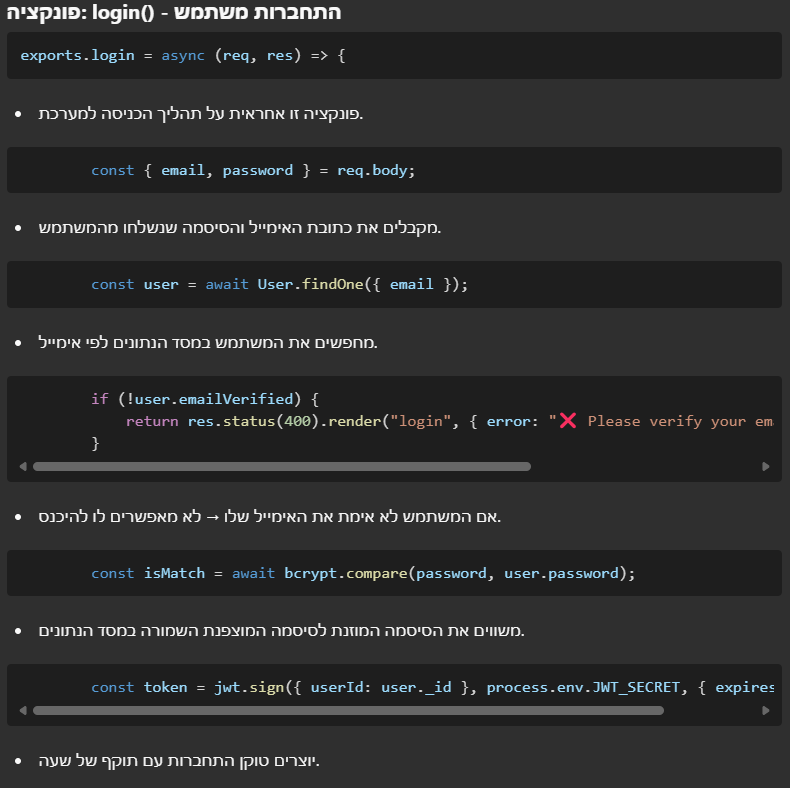 פונקציה: login() - התחברות משתמש
exports.login = async (req, res) => {
• פונקציה זו אחראית על תהליך הכניסה למערכת.
const { email, password } = req.body;
• מקבלים את כתובת האימייל והסיסמה שנשלחו מהמשתמש.
const user = await User.findOne({ email });
• מחפשים את המשתמש במסד הנתונים לפי אימייל.
if (!user.emailVerified) {
return res.status(400).render("login", { error: "❌ Please verify your em
}
• אם המשתמש לא אימת את האימייל שלו → לא מאפשרים לו להיכנס.
const isMatch = await bcrypt.compare(password, user.password);
• משווים את הסיסמה המוזנת לסיסמה המוצפנת השמורה במסד הנתונים.
const token = jwt.sign({ userId: user._id }, process.env.JWT_SECRET, { expires
• יוצרים טוקן התחברות עם תוקף של שעה.